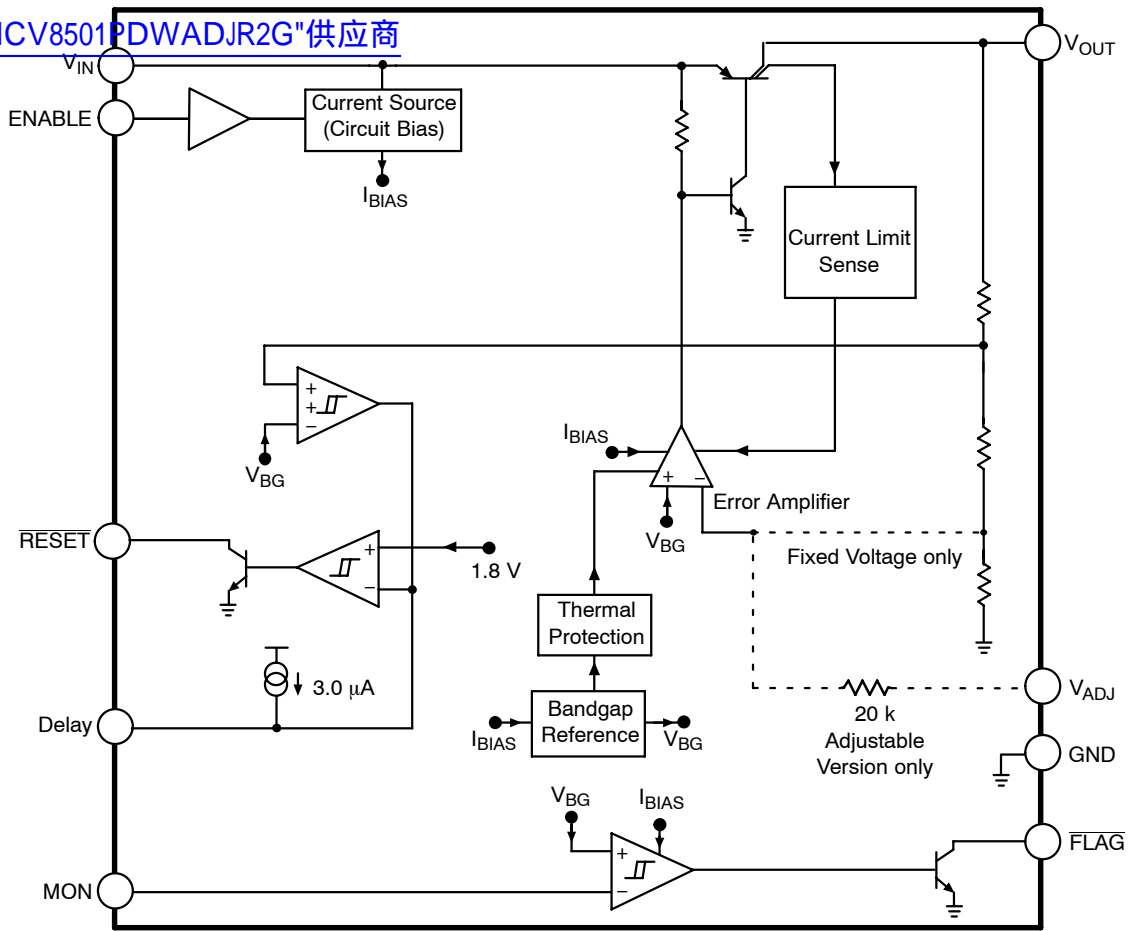 ICV8501PDWADJR2G"供应商
VIN
VOUT
ENABLE
Current Source
(Circuit Bias)
IBIAS
Current Limit
Sense
+
+
−
VBG
IBIAS
+ −
Error Amplifier
VBG
RESET
+
−
1.8 V
Fixed Voltage only
Thermal
Protection
3.0 μA
Delay
IBIAS
Bandgap
Reference
VBG
VADJ
20 k
Adjustable
Version only
GND
VBG
IBIAS
+
−
FLAG
MON